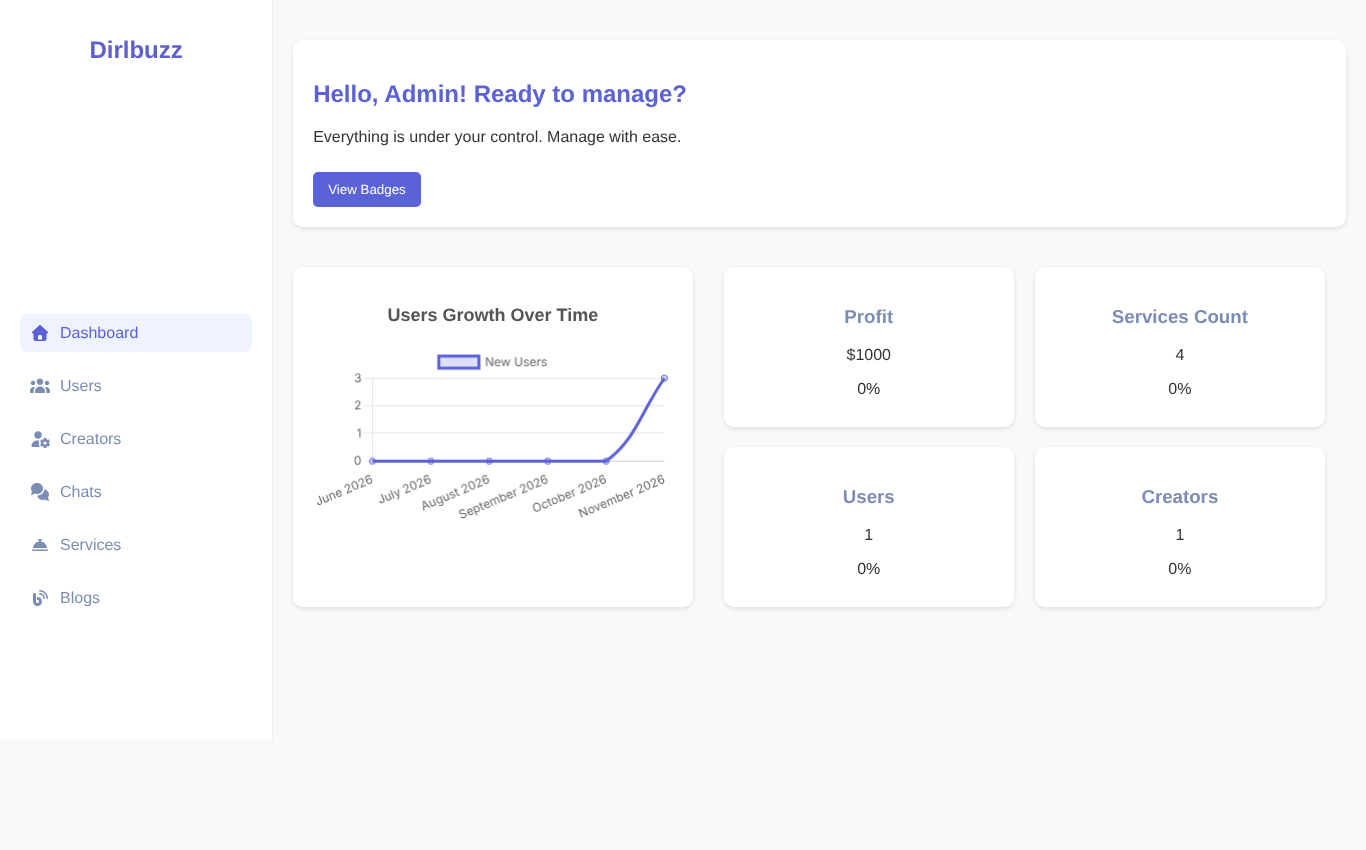 Dirlbuzz
Dashboard
Users
Creators
Chats
Services
Blogs
Hello, Admin! Ready to manage?
Everything is under your control. Manage with ease.
View Badges
Users Growth Over Time
New Users
3
2
1
0
June 2026
July 2026
August 2026
September 2026
October 2026
November 2026
Profit
$1000
0%
Services Count
4
0%
Users
1
0%
Creators
1
0%